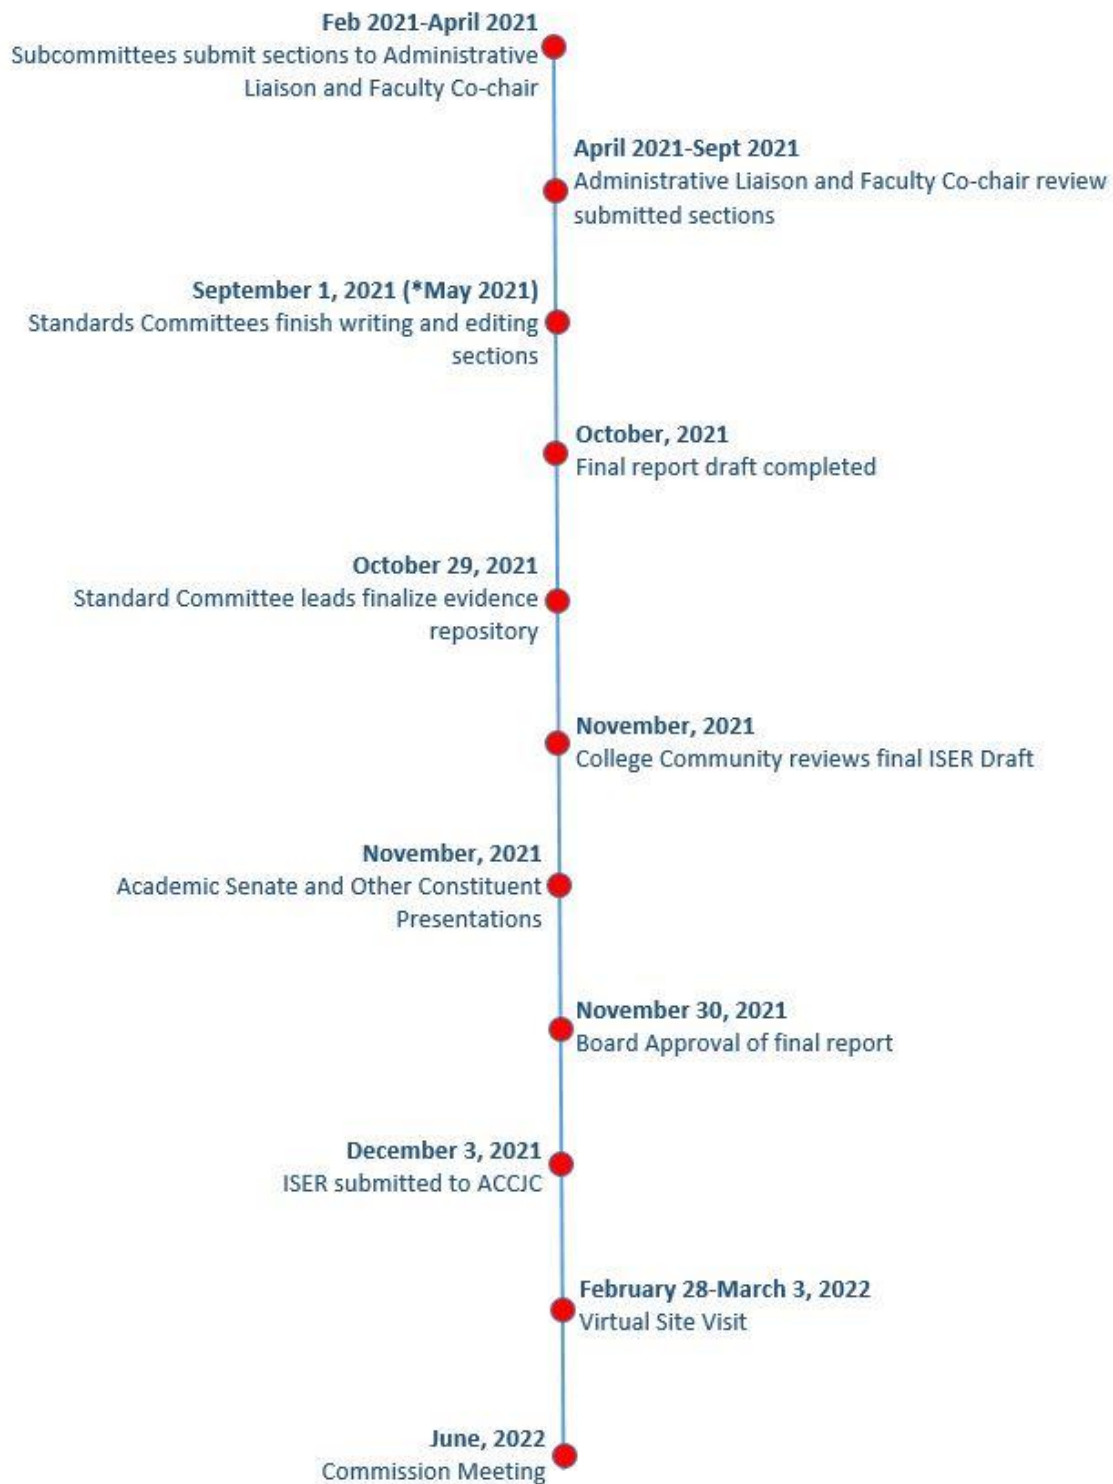 Feb 2021-April 2021
Subcommittees submit sections to Administrative
Liaison and Faculty Co-chair
April 2021-Sept 2021
Administrative Liaison and Faculty Co-chair review
submitted sections
September 1, 2021 (*May 2021)
Standards Committees finish writing and editing
sections
October, 2021
Final report draft completed
October 29, 2021
Standard Committee leads finalize evidence
repository
November, 2021
College Community reviews final ISER Draft
November, 2021
Academic Senate and Other Constituent
Presentations
November 30, 2021
Board Approval of final report
December 3, 2021
ISER submitted to ACCJC
February 28-March 3, 2022
Virtual Site Visit
June, 2022
Commission Meeting